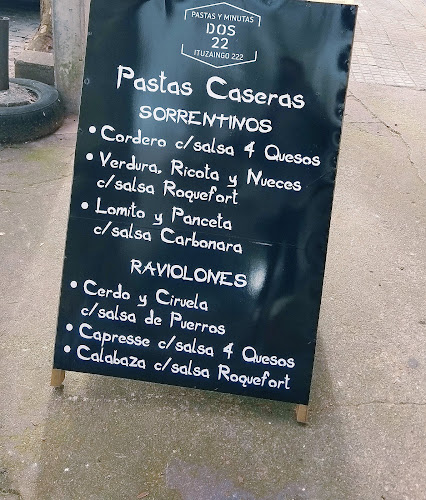 PASTAS Y MINUTAS
DOS
22
ITUZAINGO 222
Pastas Caseras
SORRENTINOS
• Cordero c/salsa 4 Quesos
• Verdura, Ricota y Nueces
c/salsa Roquefort
• Lomito y Panceta
c/salsa Carbonara
RAVIOLONES
• Cerdo y Ciruela
c/salsa de Puerros
• Capresse c/salsa 4 Quesos
• Calabaza c/salsa Roquefort